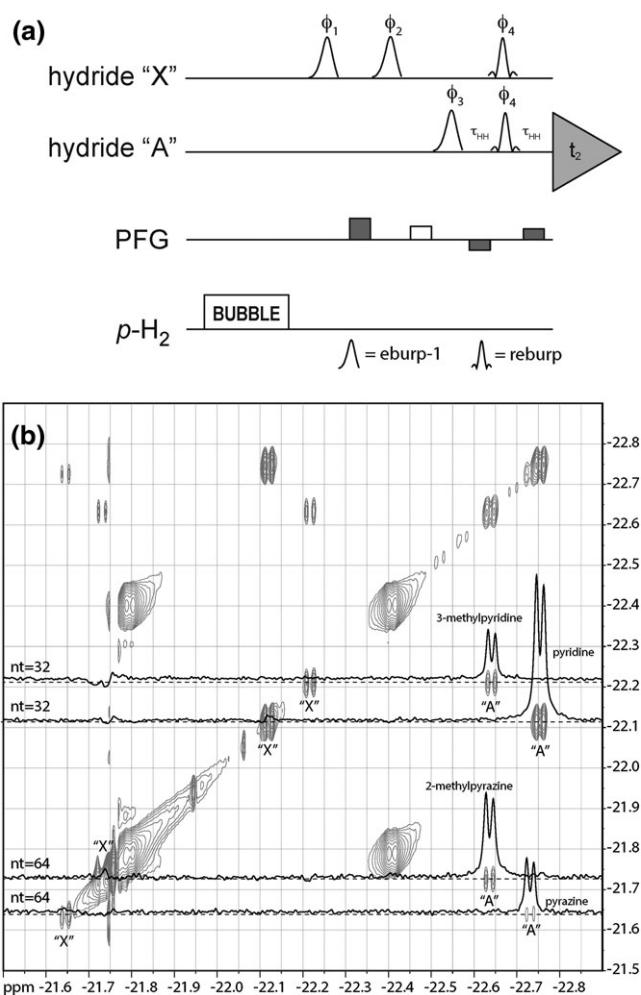 (a)
ϕ1 ϕ2 ϕ4
hydride “X”
ϕ3 ϕ4
hydride “A” τHH τHH t2
PFG
p-H2 BUBBLE
= eburp-1 = reburp
(b)
-22.8
-22.7
-22.6
-22.5
-22.4
3-methylpyridine
pyridine
-22.3
nt=32
-22.2
“X” “A”
nt=32
-22.1
“X” “A”
-22.0
-21.9
2-methylpyrazine
“X”
-21.8
nt=64
“A”
-21.7
nt=64 pyrazine
“X” “A”
-21.6
-21.5
ppm -21.6 -21.7 -21.8 -21.9 -22.0 -22.1 -22.2 -22.3 -22.4 -22.5 -22.6 -22.7 -22.8